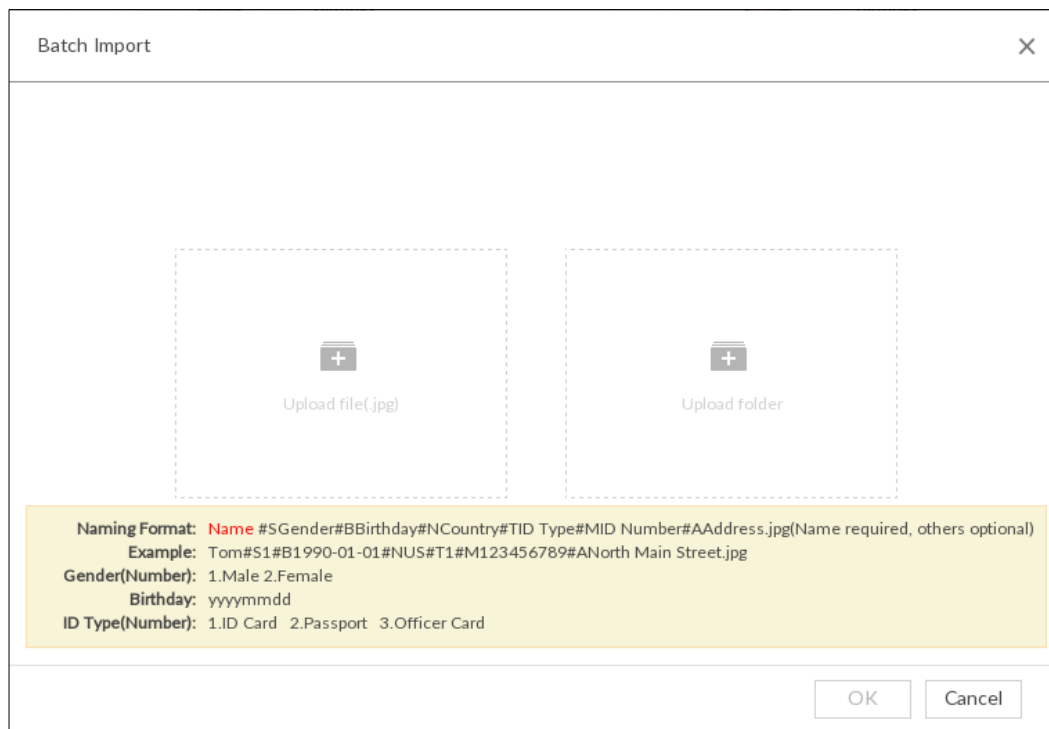 Batch Import
Upload file(.jpg)
Upload folder
Naming Format: Name #SGender#BBirthday#NCountry#TID Type#MID Number#AAddress.jpg(Name required, others optional)
Example: Tom#S1#B1990-01-01#NUS#T1#M123456789#ANorth Main Street.jpg
Gender(Number): 1.Male 2.Female
Birthday: yyyymmdd
ID Type(Number): 1.ID Card 2.Passport 3.Officer Card
OK
Cancel